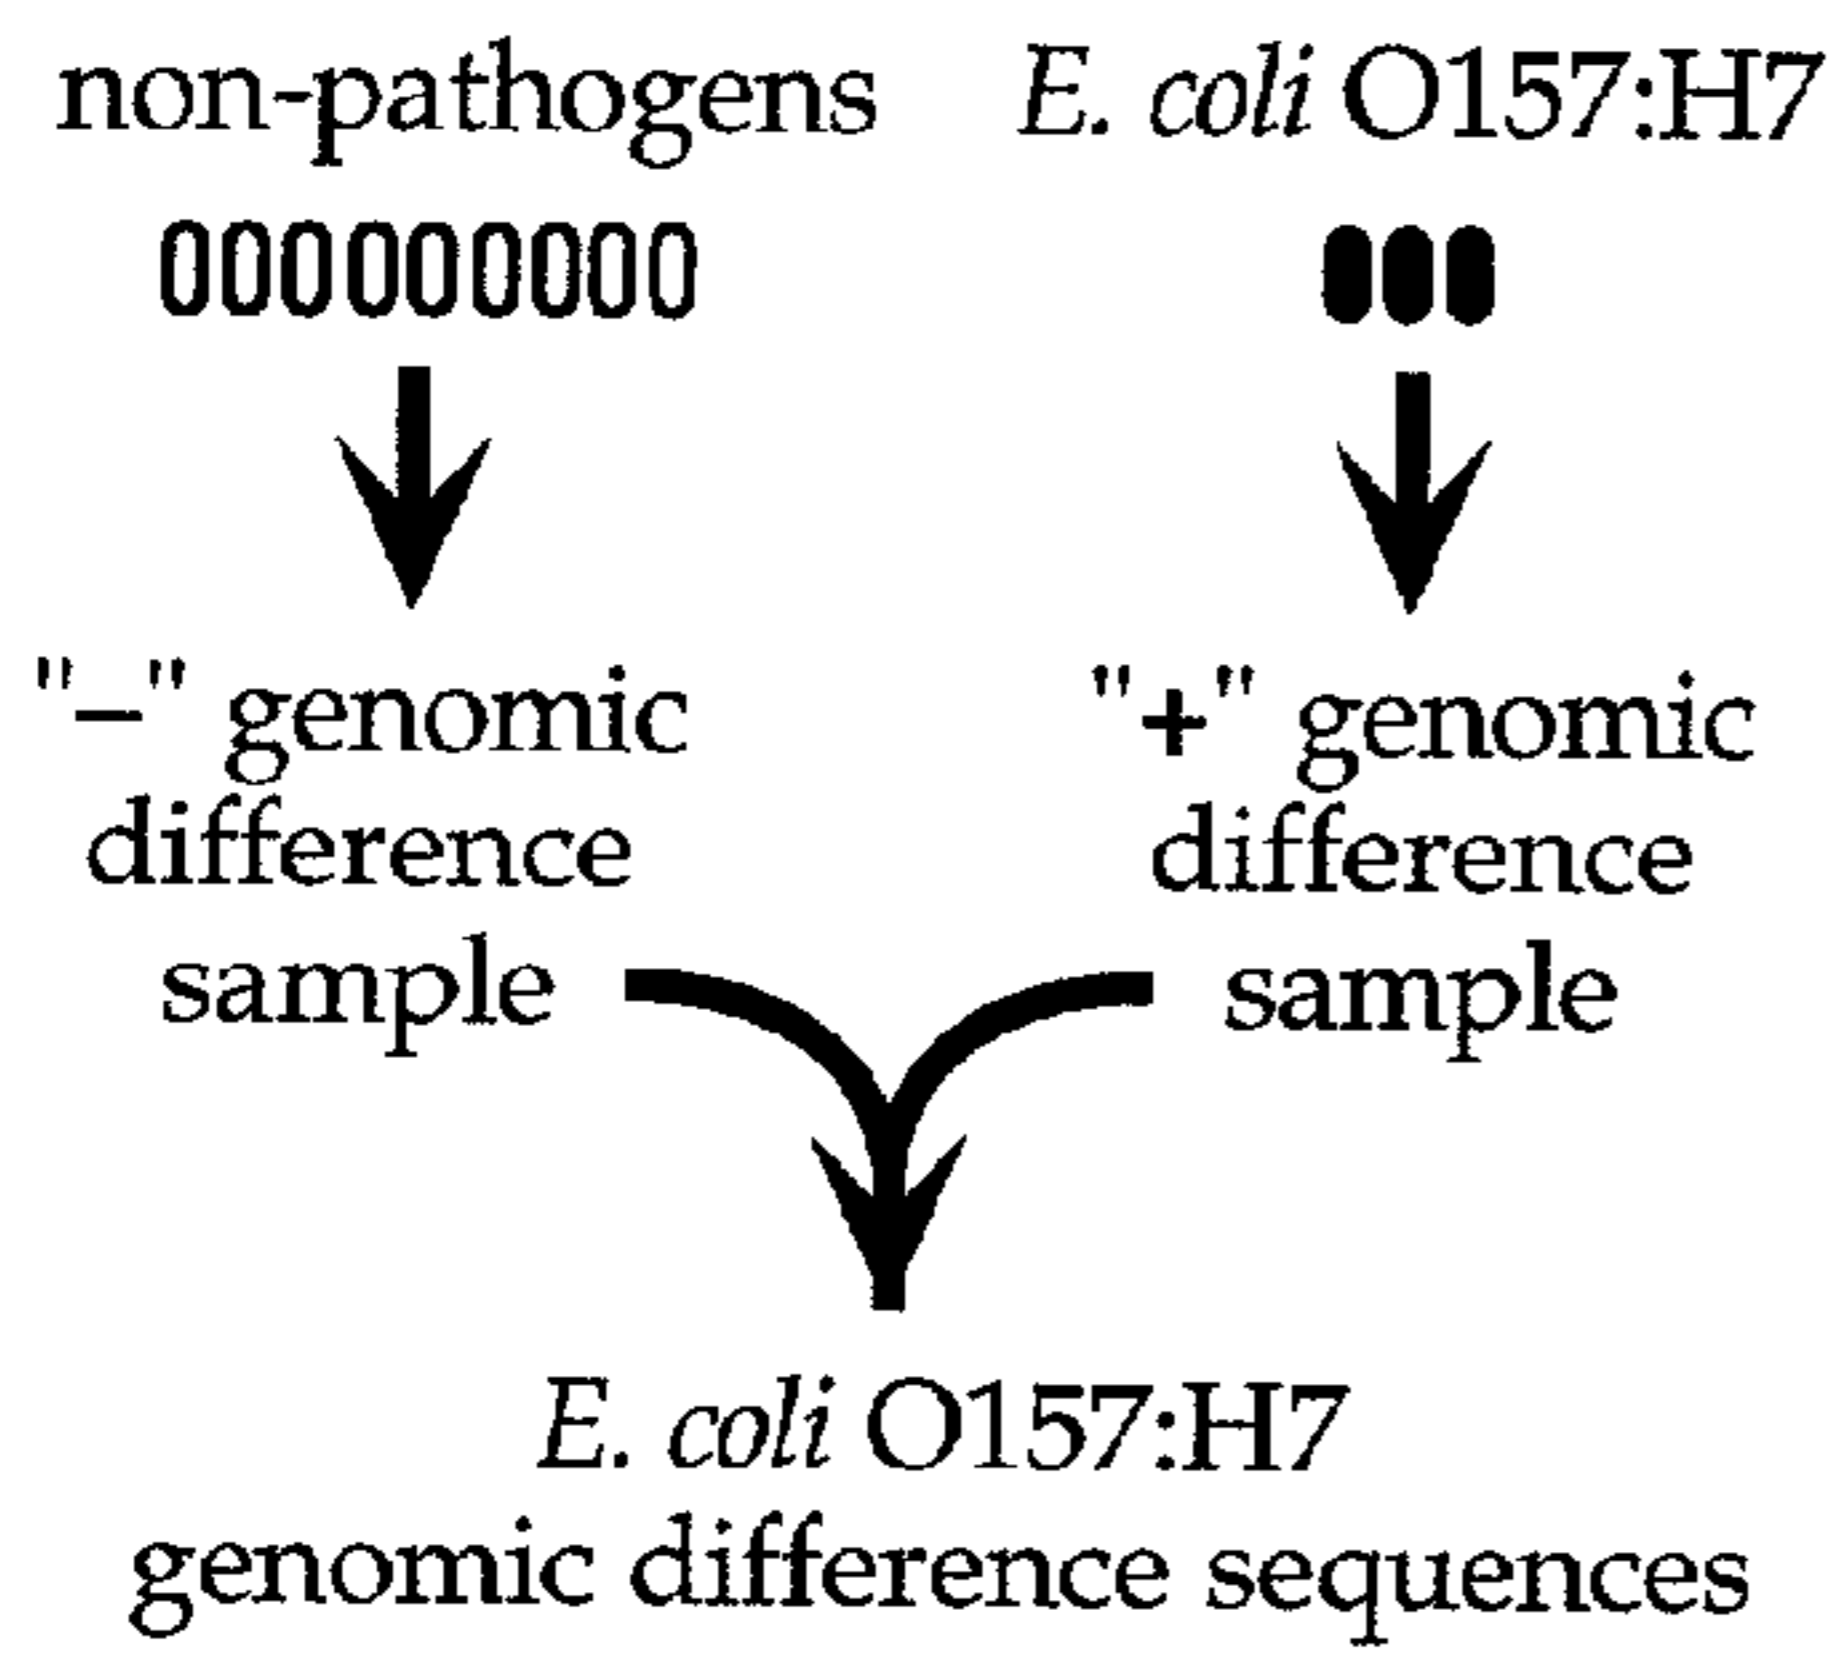 non-pathogens
E. coli O157:H7
"–" genomic
difference
sample
"+" genomic
difference
sample
E. coli O157:H7
genomic difference sequences